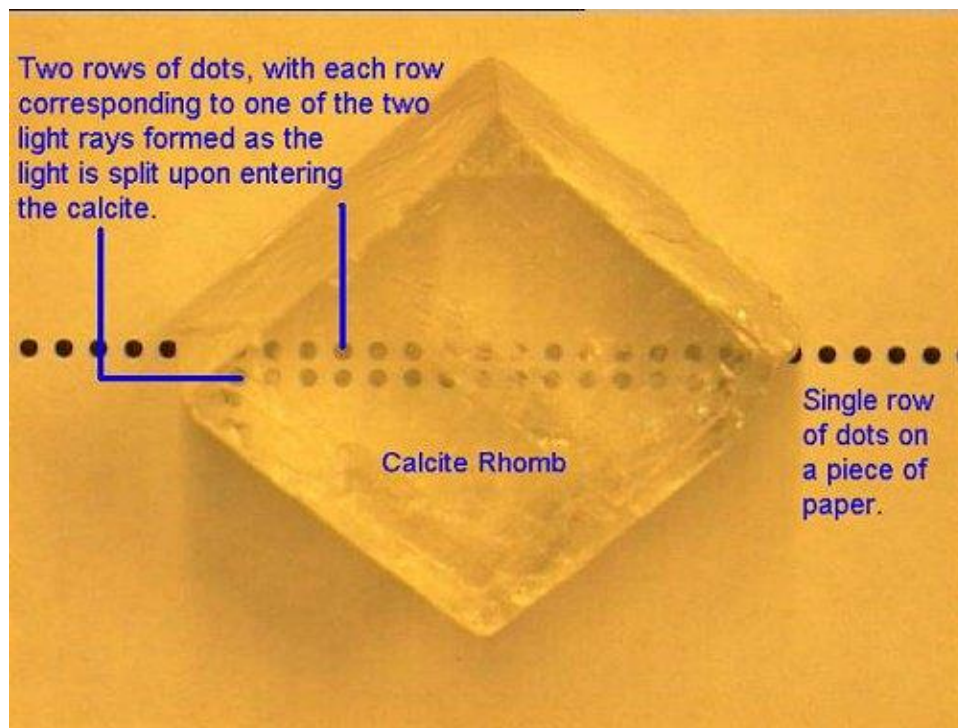 Two rows of dots, with each row
corresponding to one of the two
light rays formed as the
light is split upon entering
the calcite.
Calcite Rhomb
Single row
of dots on
a piece of
paper.